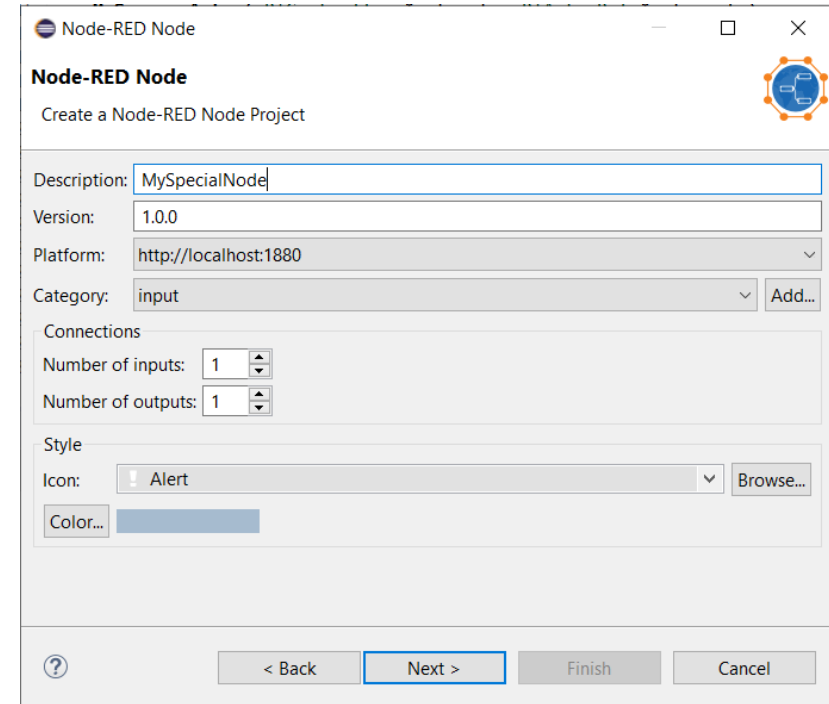 Node-RED Node
Node-RED Node
Create a Node-RED Node Project
Description: MySpecialNode
Version: 1.0.0
Platform: http://localhost:1880
Category: input Add...
Connections
Number of inputs: 1
Number of outputs: 1
Style
Icon: Alert Browse...
Color...
? < Back Next > Finish Cancel